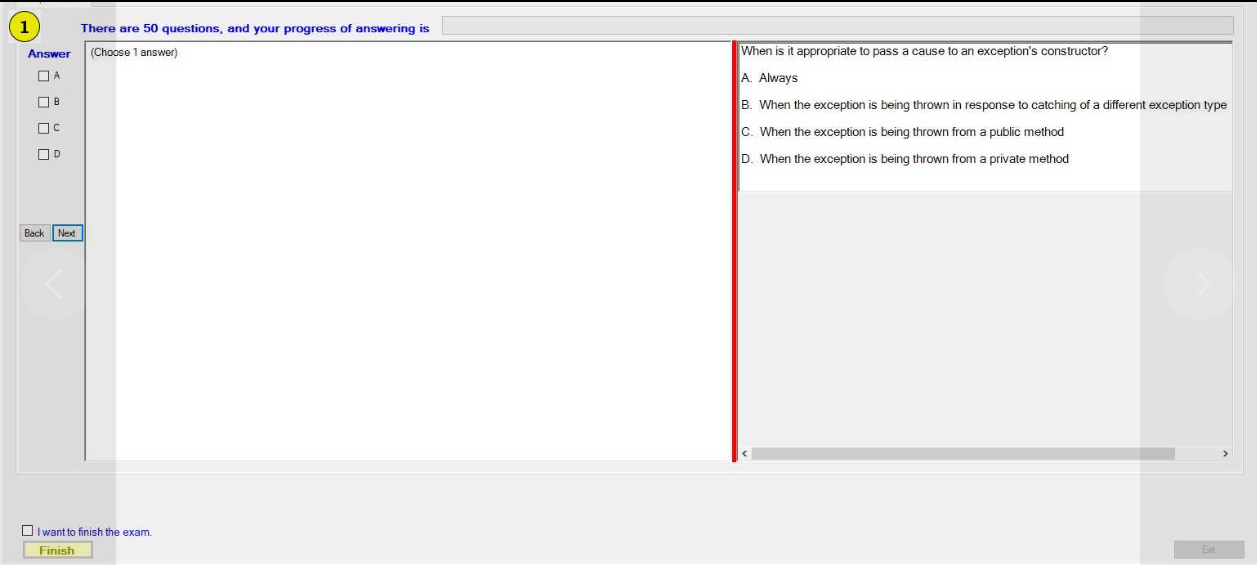 1
There are 50 questions, and your progress of answering is
Answer
(Choose 1 answer)
A
B
C
D
Back
Next
When is it appropriate to pass a cause to an exception's constructor?
A. Always
B. When the exception is being thrown in response to catching of a different exception type
C. When the exception is being thrown from a public method
D. When the exception is being thrown from a private method
I want to finish the exam.
Finish
Exit